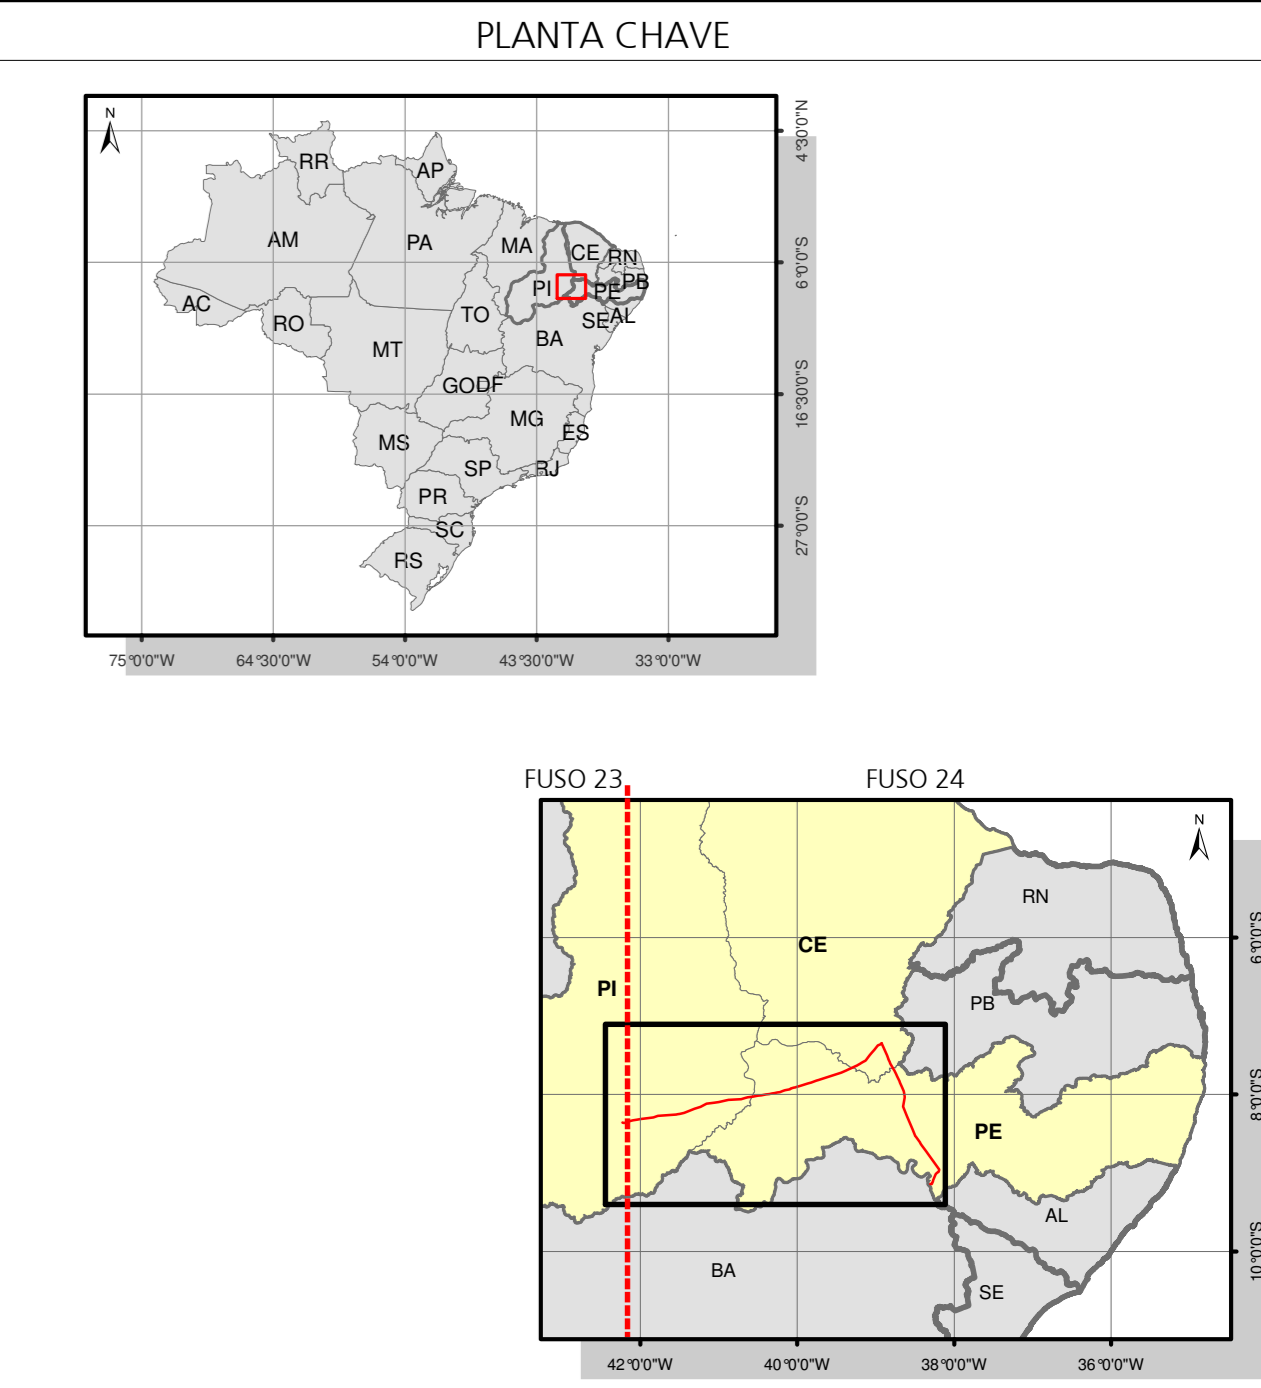 PLANTA CHAVE
N
4°30'0"N
RR
AP
AM
PA
MA
CE
RN
6°0'0"S
PI
PE
PB
AC
RO
TO
SE
AL
BA
MT
GO
DF
16°30'0"S
MG
ES
MS
SP
RJ
PR
SC
27°0'0"S
RS
75°0'0"W
64°30'0"W
54°0'0"W
43°30'0"W
33°0'0"W
FUSO 23
FUSO 24
N
RN
CE
6°0'0"S
PI
PB
8°0'0"S
PE
AL
BA
10°0'0"S
SE
42°0'0"W
40°0'0"W
38°0'0"W
36°0'0"W